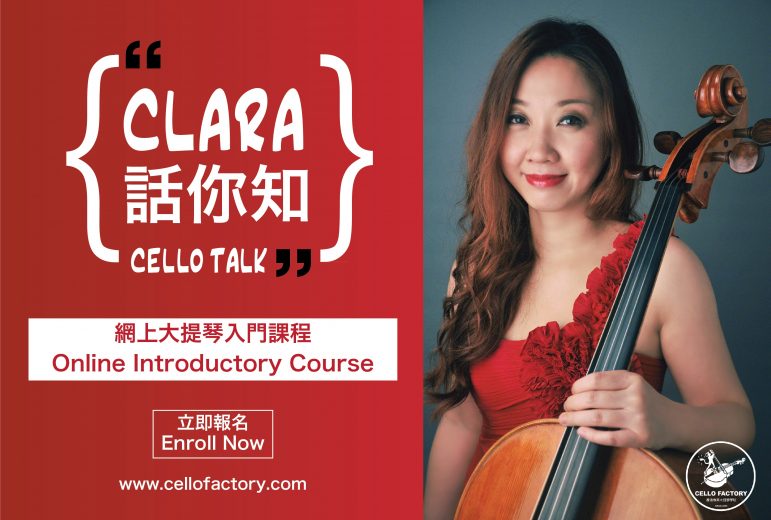 “
CLARA
話你知
CELLO TALK ”
網上大提琴入門課程
Online Introductory Course
立即報名
Enroll Now
www.cellofactory.com
CELLO FACTORY